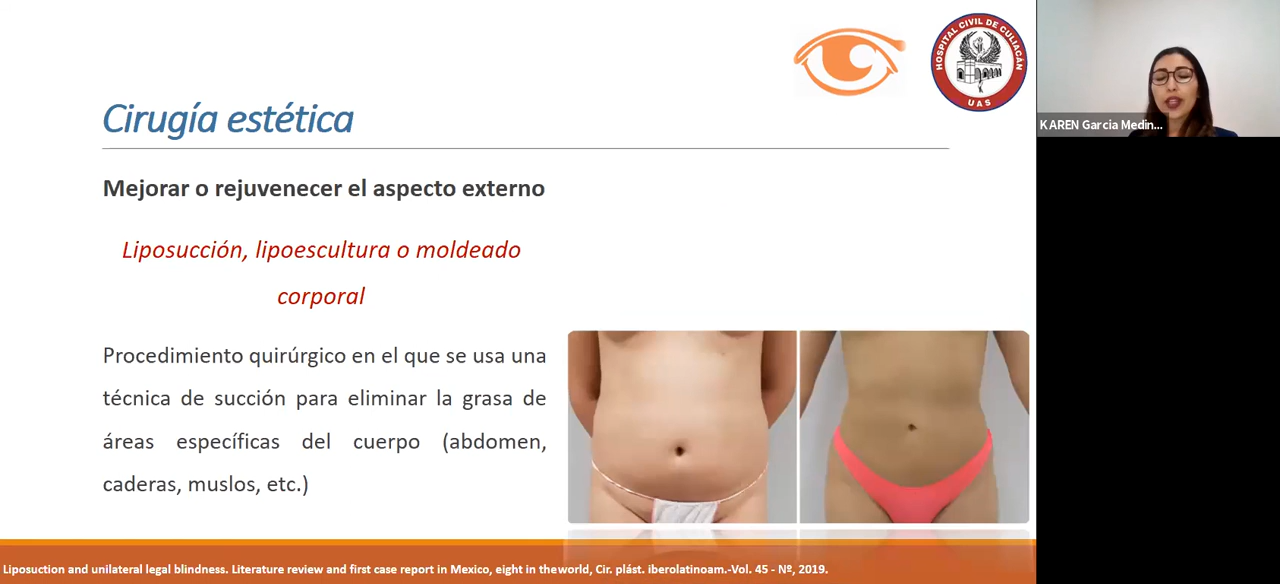 HOSPITAL CIVIL DE CULIACÁN
UAS
KAREN Garcia Medin...
Cirugía estética
Mejorar o rejuvenecer el aspecto externo
Liposucción, lipoescultura o moldeado
corporal
Procedimiento quirúrgico en el que se usa una
técnica de succión para eliminar la grasa de
áreas específicas del cuerpo (abdomen,
caderas, muslos, etc.)
Liposuction and unilateral legal blindness. Literature review and first case report in Mexico, eight in the world, Cir. plást. iberolatinoam.-Vol. 45 - Nº, 2019.